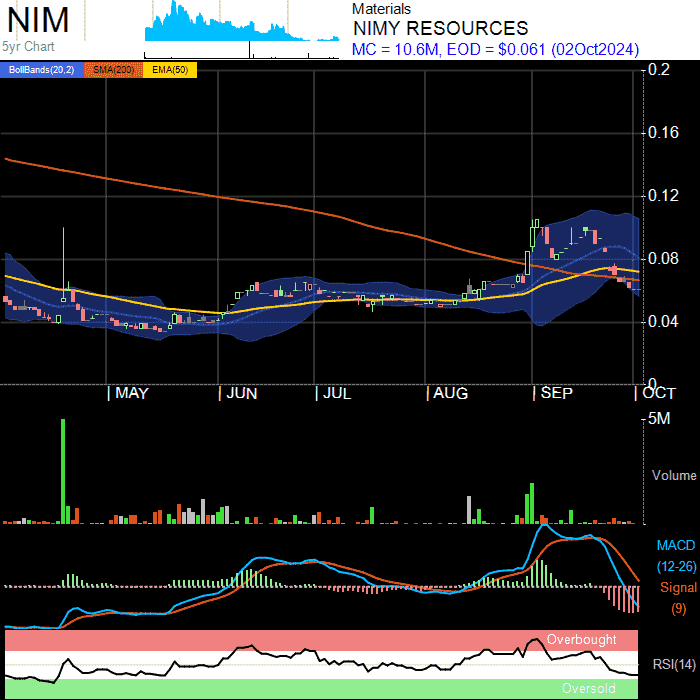 NIM
5yr Chart
Materials
NIMY RESOURCES
MC = 10.6M, EOD = $0.061 (02Oct2024)
BollBands(20,2) SMA(200) EMA(50)
0.2
0.16
0.12
0.08
0.04
0
MAY JUN JUL AUG SEP OCT
5M
Volume
MACD
(12-26)
Signal
(9)
Overbought
RSI(14)
Oversold